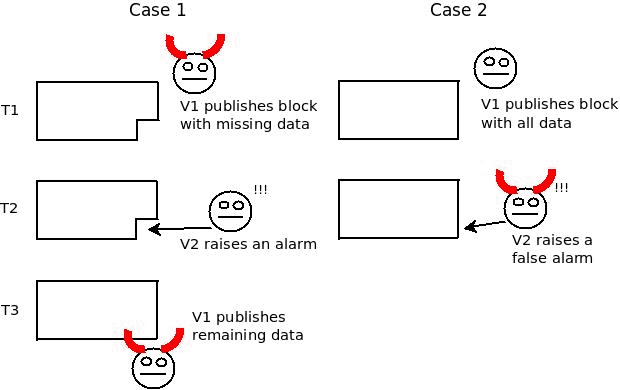 Case 1
Case 2
T1
V1 publishes block
with missing data
V1 publishes block
with all data
T2
!!!
V2 raises an alarm
!!!
V2 raises a
false alarm
T3
V1 publishes
remaining data